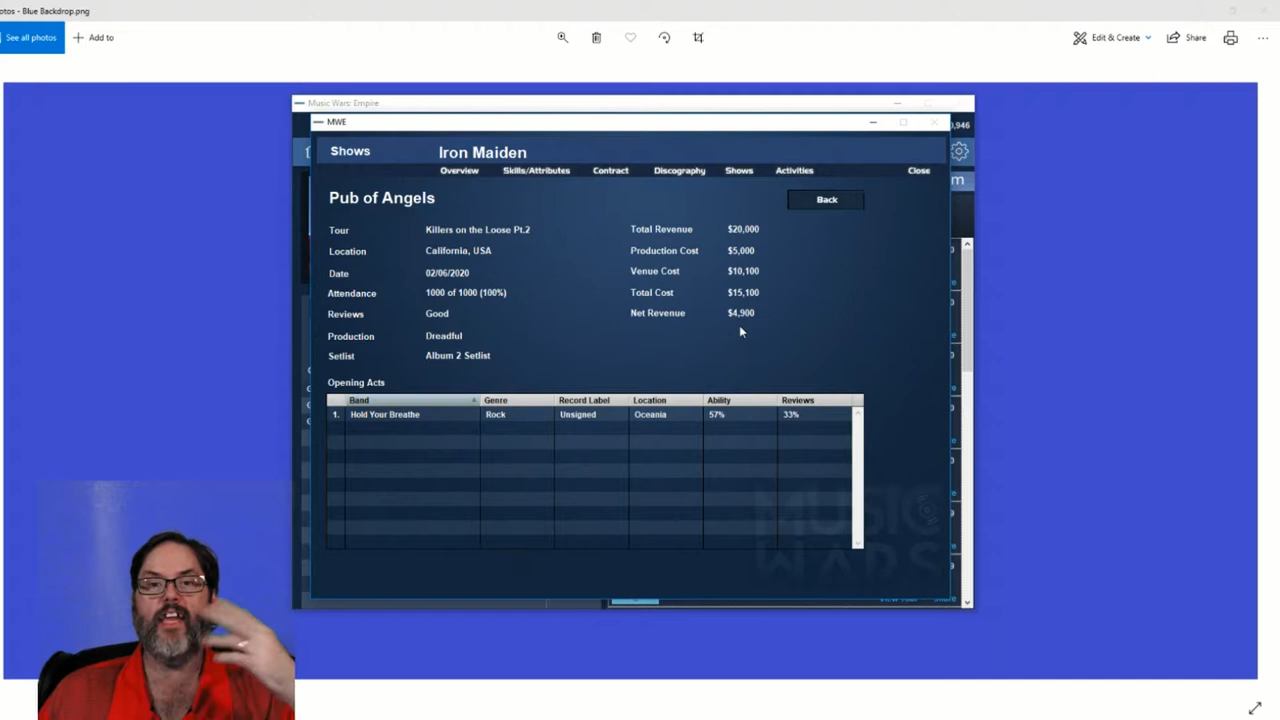 otos - Blue Backdrop.png
See all photos + Add to Edit & Create Share
Music Wars: Empire
MWE
0,946
Shows Iron Maiden
Overview Skills/Attributes Contract Discography Shows Activities Close
m
Pub of Angels Back
Tour Killers on the Loose Pt.2 Total Revenue $20,000
Location California, USA Production Cost $5,000
Date 02/06/2020 Venue Cost $10,100
Attendance 1000 of 1000 (100%) Total Cost $15,100
Reviews Good Net Revenue $4,900
Production Dreadful
Setlist Album 2 Setlist
Opening Acts
Band Genre Record Label Location Ability Reviews
1. Hold Your Breathe Rock Unsigned Oceania 57% 33%
MUSIC
WARS